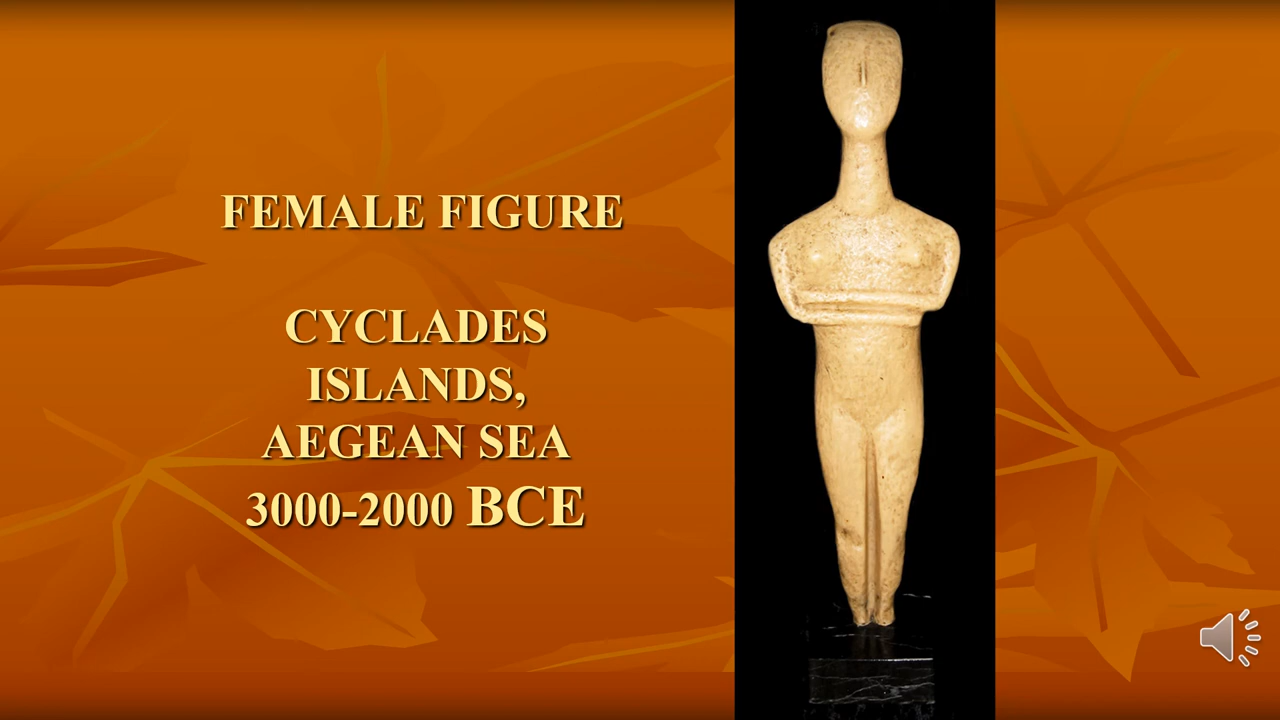 FEMALE FIGURE
CYCLADES
ISLANDS,
AEGEAN SEA
3000-2000 BCE